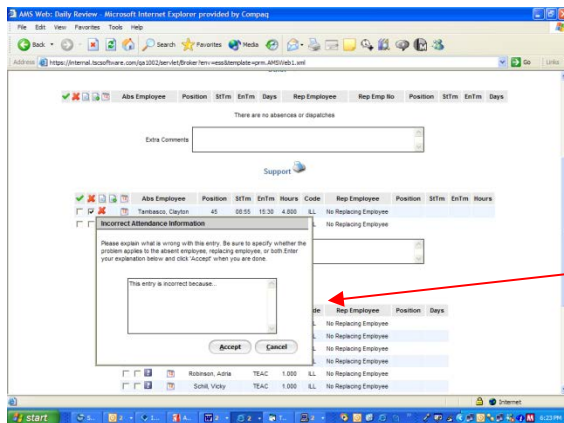 AMS Web: Daily Review - Microsoft Internet Explorer provided by Compaq
File Edit View Favorites Tools Help
Back Search Favorites Media
Address https://internal.tscsoftware.com/qa1002/servlet/Broker?env=ess&template=prm.AMSWeb1.xml Go Links
Abs Employee Position StTm EnTm Days Rep Employee Rep Emp No Position StTm EnTm Days
There are no absences or dispatches
Extra Comments
Support
Abs Employee Position StTm EnTm Hours Code Rep Employee Position StTm EnTm Hours
Tambasco, Clayton 45 08:55 15:30 4.800 ILL No Replacing Employee
No Replacing Employee
Incorrect Attendance Information
Please explain what is wrong with this entry. Be sure to specify whether the
problem applies to the absent employee, replacing employee, or both.Enter
your explanation below and click 'Accept' when you are done.
This entry is incorrect because...
Accept Cancel
Rep Employee Position Days
No Replacing Employee
No Replacing Employee
No Replacing Employee
No Replacing Employee
Robinson, Adria TEAC 1.000 ILL No Replacing Employee
Schill, Vicky TEAC 1.000 ILL No Replacing Employee
Internet
start 6:23 PM